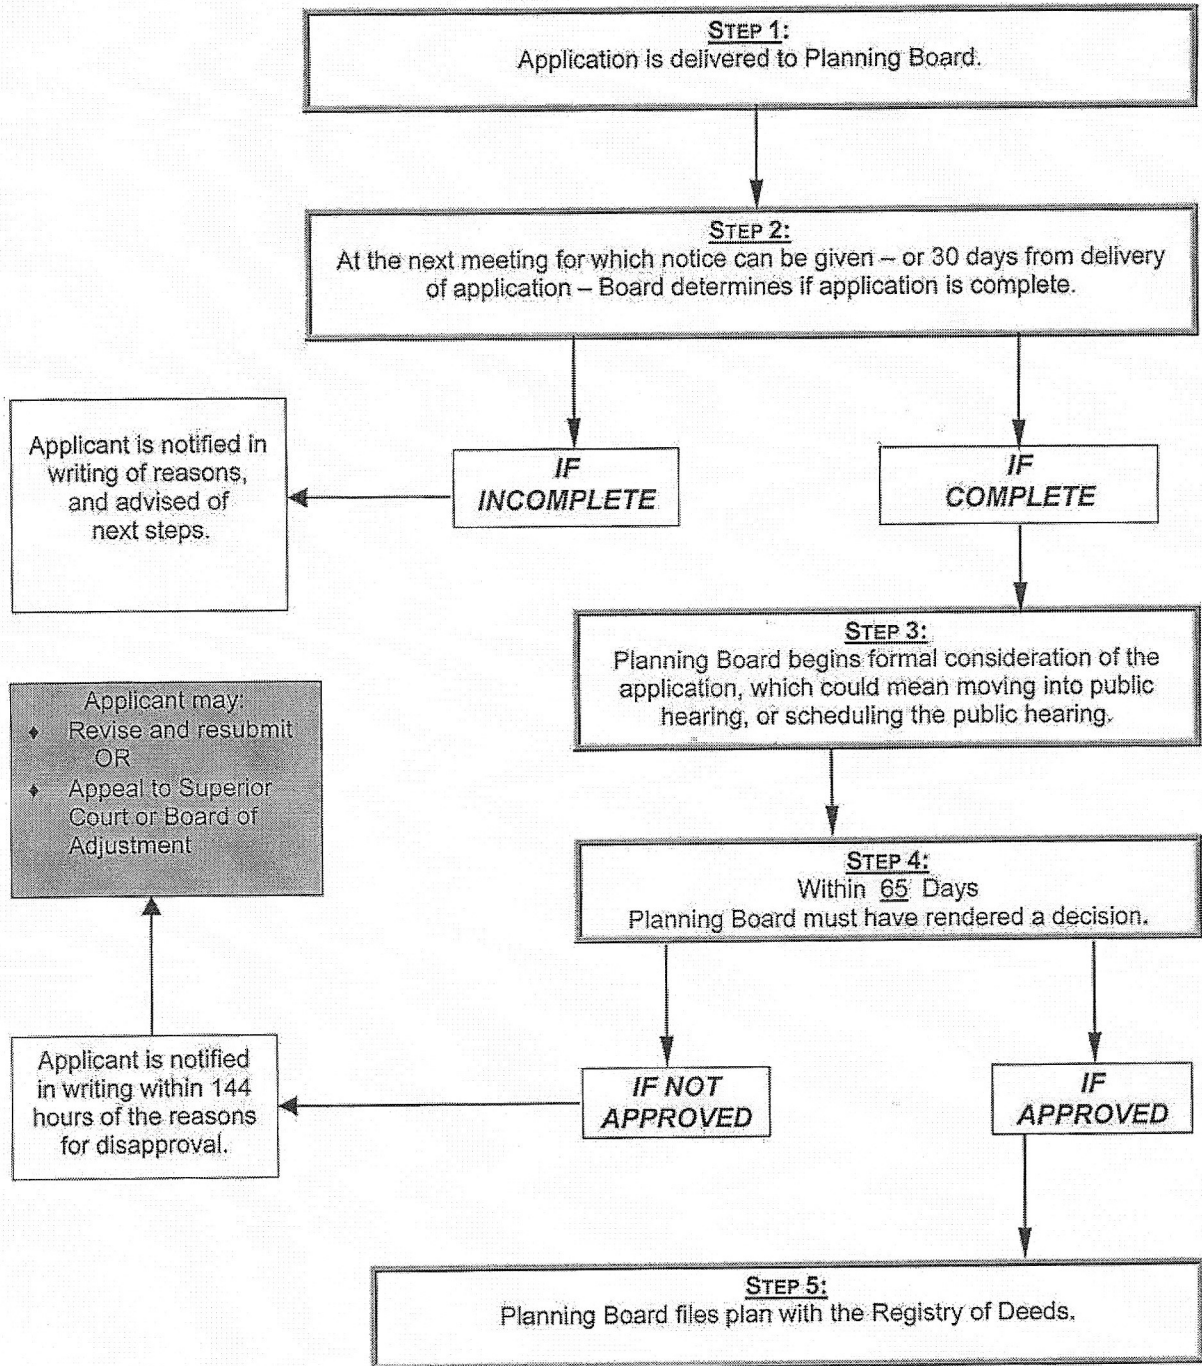 STEP 1:
Application is delivered to Planning Board.
STEP 2:
At the next meeting for which notice can be given – or 30 days from delivery
of application – Board determines if application is complete.
Applicant is notified in
writing of reasons,
and advised of
next steps.
IF
INCOMPLETE
IF
COMPLETE
STEP 3:
Planning Board begins formal consideration of the
application, which could mean moving into public
hearing, or scheduling the public hearing.
Applicant may:
♦ Revise and resubmit
OR
♦ Appeal to Superior
Court or Board of
Adjustment
STEP 4:
Within 65 Days
Planning Board must have rendered a decision.
Applicant is notified
in writing within 144
hours of the reasons
for disapproval.
IF NOT
APPROVED
IF
APPROVED
STEP 5:
Planning Board files plan with the Registry of Deeds.